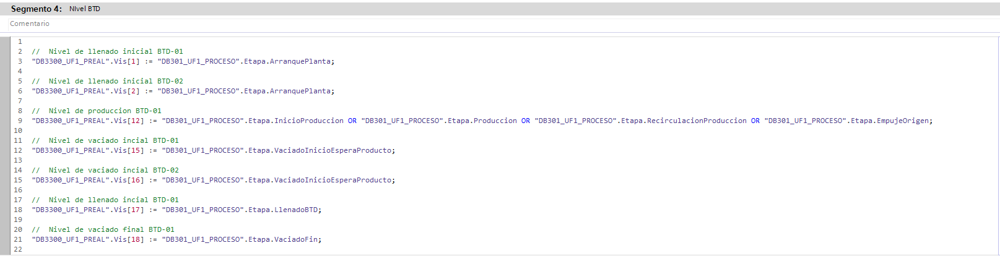 Segmento 4: NIvel BTD
Comentario
1
2 // Nivel de llenado inicial BTD-01
3 "DB3300_UF1_PREAL".Vis[1] := "DB301_UF1_PROCESO".Etapa.ArranquePlanta;
4
5 // Nivel de llenado inicial BTD-02
6 "DB3300_UF1_PREAL".Vis[2] := "DB301_UF1_PROCESO".Etapa.ArranquePlanta;
7
8 // Nivel de produccion BTD-01
9 "DB3300_UF1_PREAL".Vis[12] := "DB301_UF1_PROCESO".Etapa.InicioProduccion OR "DB301_UF1_PROCESO".Etapa.Produccion OR "DB301_UF1_PROCESO".Etapa.RecirculacionProduccion OR "DB301_UF1_PROCESO".Etapa.EmpujeOrigen;
10
11 // Nivel de vaciado incial BTD-01
12 "DB3300_UF1_PREAL".Vis[15] := "DB301_UF1_PROCESO".Etapa.VaciadoInicioEsperaProducto;
13
14 // Nivel de vaciado incial BTD-02
15 "DB3300_UF1_PREAL".Vis[16] := "DB301_UF1_PROCESO".Etapa.VaciadoInicioEsperaProducto;
16
17 // Nivel de llenado incial BTD-01
18 "DB3300_UF1_PREAL".Vis[17] := "DB301_UF1_PROCESO".Etapa.LlenadoBTD;
19
20 // Nivel de vaciado final BTD-01
21 "DB3300_UF1_PREAL".Vis[18] := "DB301_UF1_PROCESO".Etapa.VaciadoFin;
22